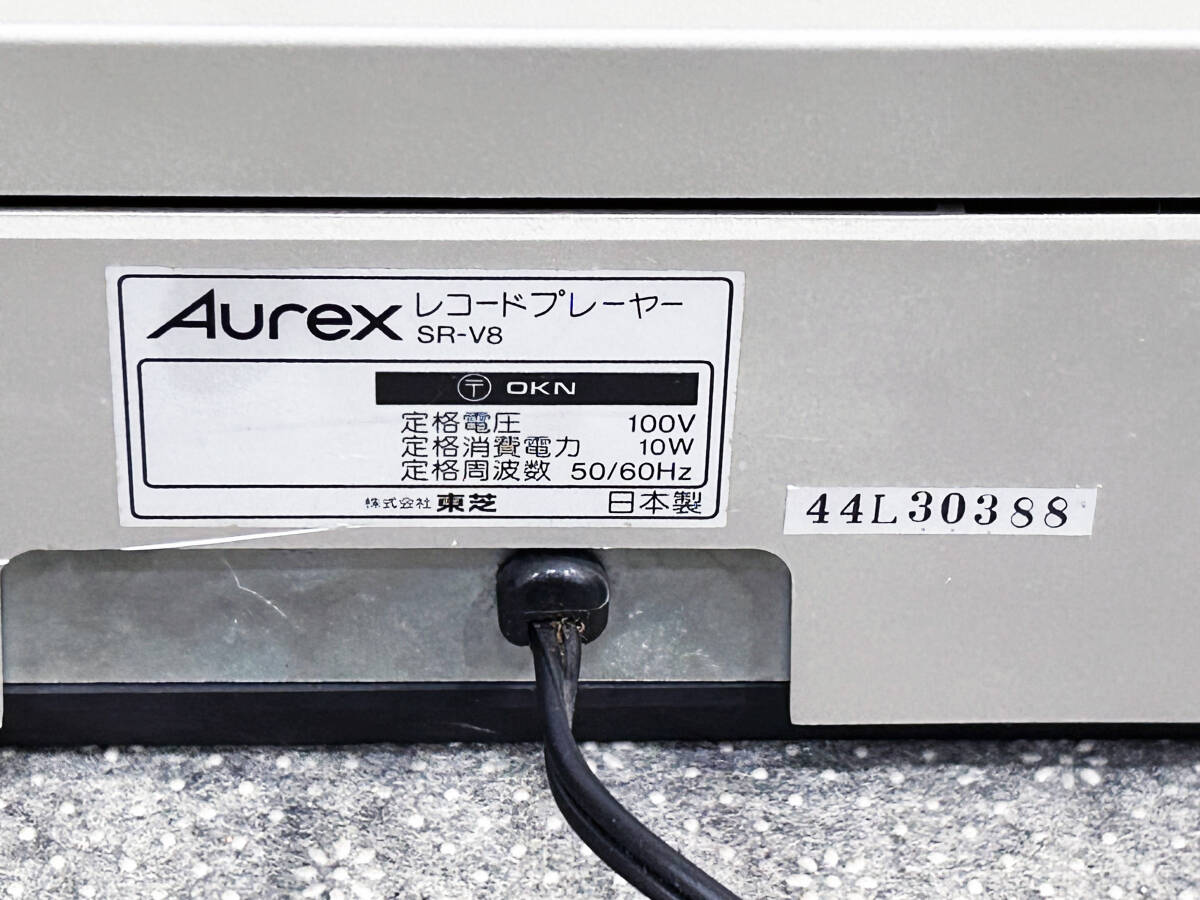 Aurex レコードプレーヤー
SR-V8
〒 OKN
定格電圧 100V
定格消費電力 10W
定格周波数 50/60Hz
株式会社 東芝 日本製
44L30388